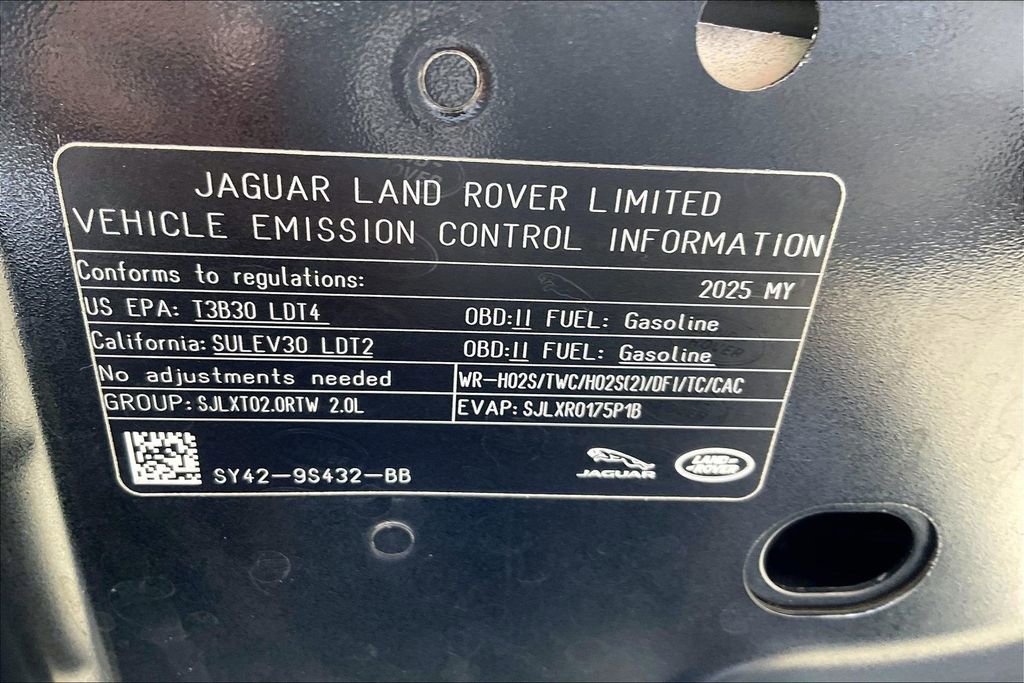 JAGUAR LAND ROVER LIMITED
VEHICLE EMISSION CONTROL INFORMATION
Conforms to regulations: 2025 MY
US EPA: T3B30 LDT4 OBD:II FUEL: Gasoline
California: SULEV30 LDT2 OBD:II FUEL: Gasoline
No adjustments needed WR-HO2S/TWC/HO2S(2)/DFI/TC/CAC
GROUP: SJLXT02.0RTW 2.0L EVAP: SJLXR0175P1B
SY42-9S432-BB JAGUAR LAND ROVER